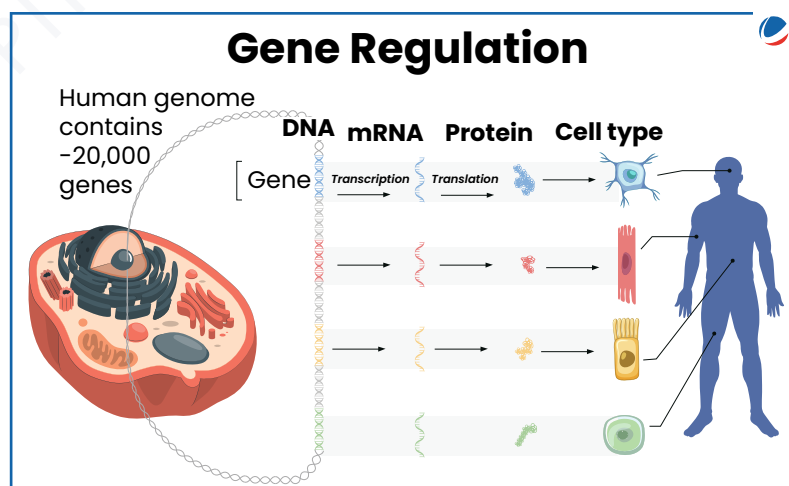 Gene Regulation
Human genome
contains
-20,000
genes
DNA mRNA Protein Cell type
Gene
Transcription
Translation